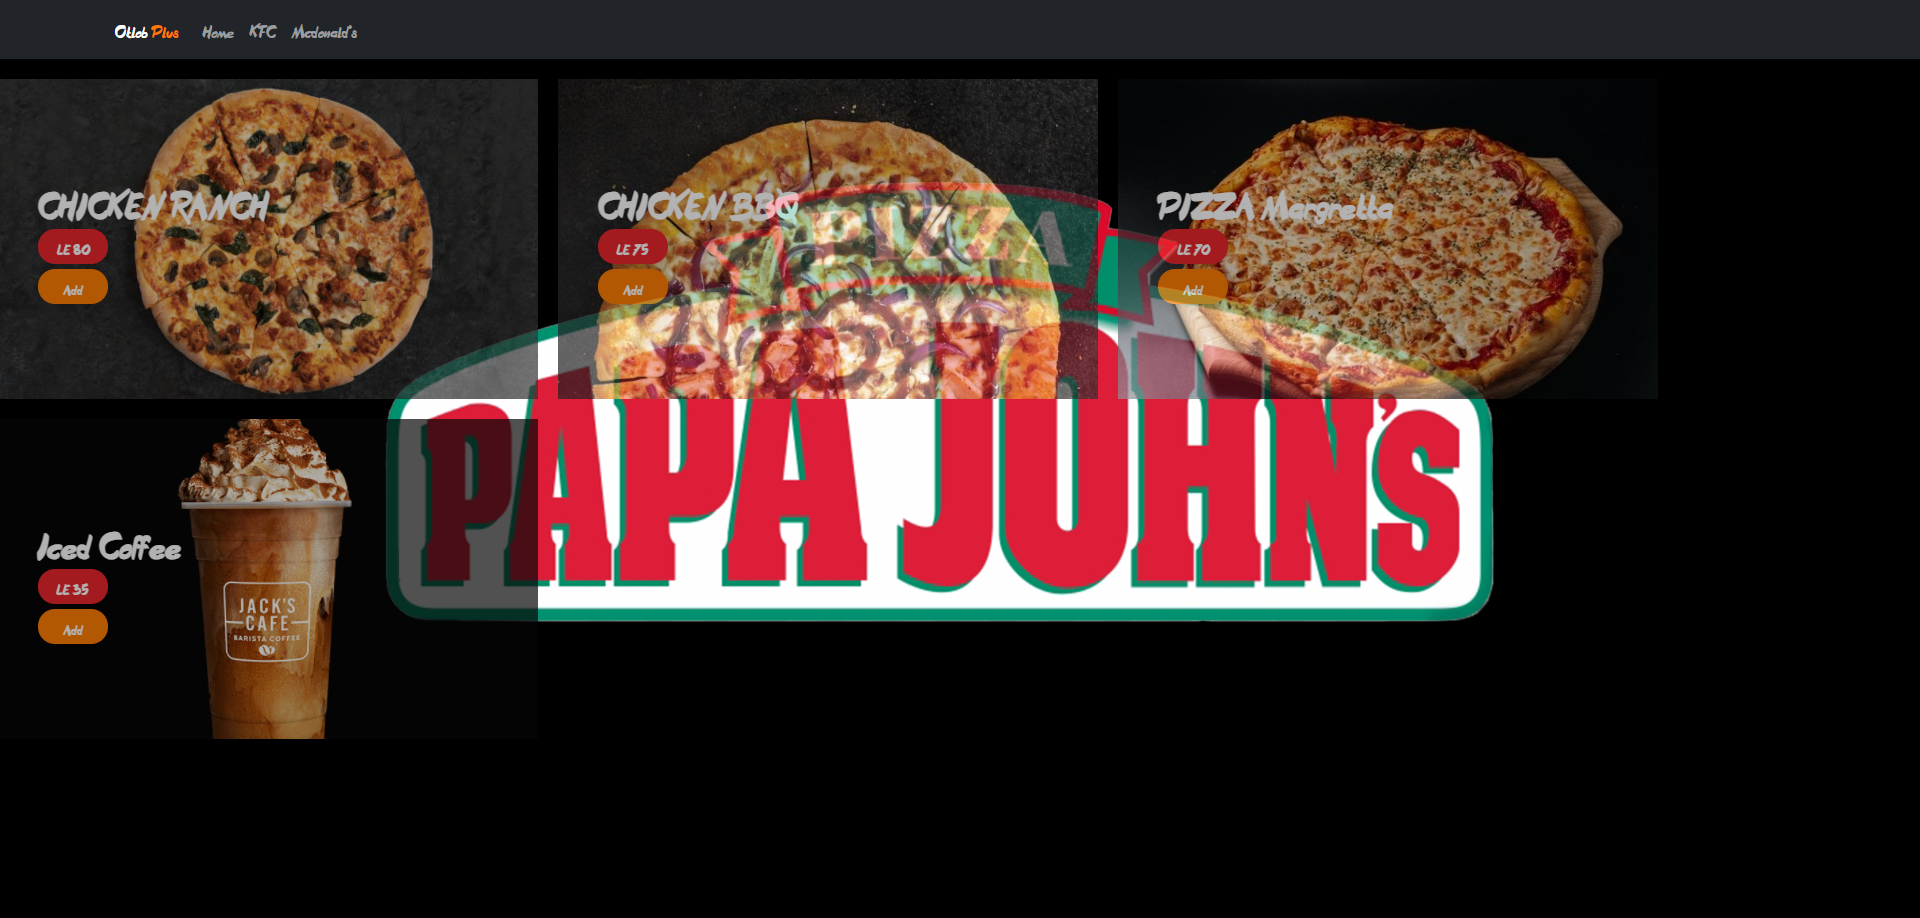 Otlob Plus Home KFC Mcdonald's
CHICKEN RANCH
LE 80
Add
CHICKEN BBQ
LE 75
Add
PIZZA Margretta
LE 70
Add
PIZZA
PAPA JOHN'S
Iced Coffee
LE 35
Add
JACK'S
CAFE
BARISTA COFFEE